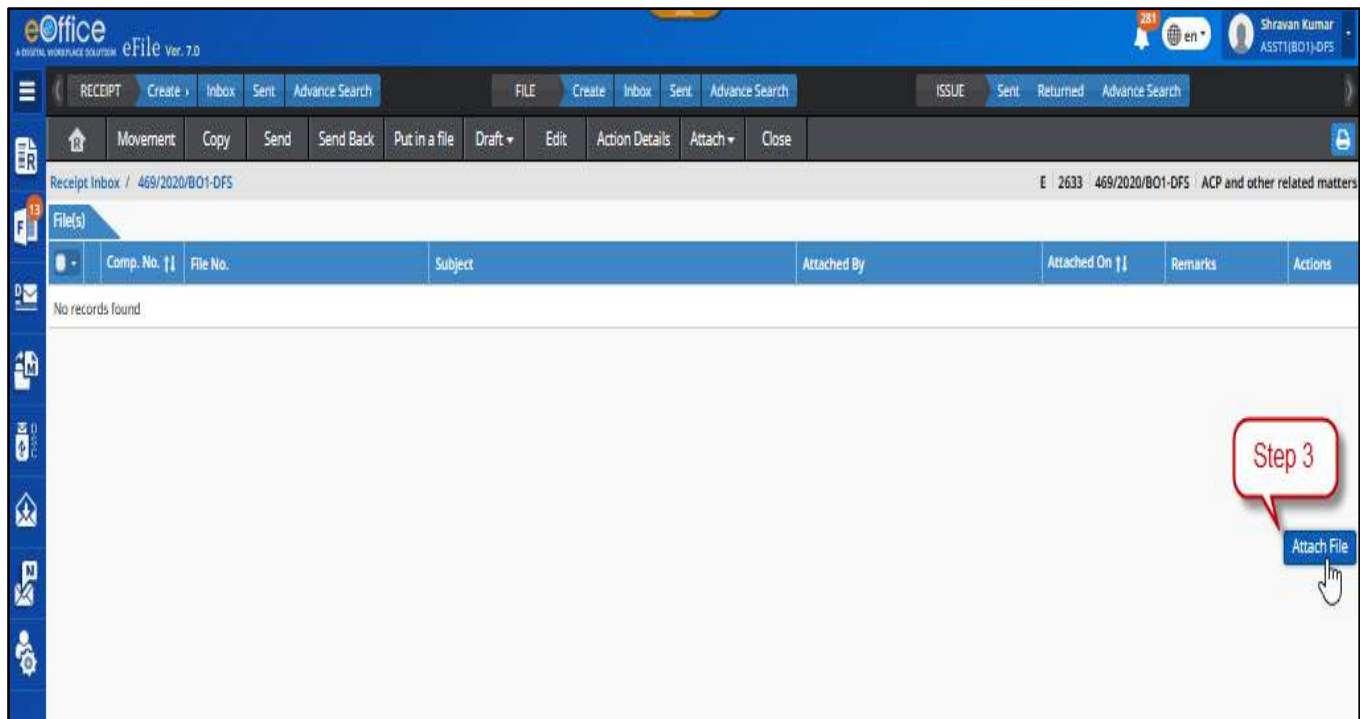 eOffice
A DIGITAL WORKPLACE SOLUTION eFile Ver. 7.0
281
en
Shravan Kumar
ASST1(BO1)-DFS
RECEIPT Create Inbox Sent Advance Search FILE Create Inbox Sent Advance Search ISSUE Sent Returned Advance Search
R Movement Copy Send Send Back Put in a file Draft Edit Action Details Attach Close
Receipt Inbox / 469/2020/BO1-DFS E 2633 469/2020/BO1-DFS ACP and other related matters
R
13
F
File(s)
Comp. No. File No. Subject Attached By Attached On Remarks Actions
D
No records found
M
DSC
Step 3
Attach File
N